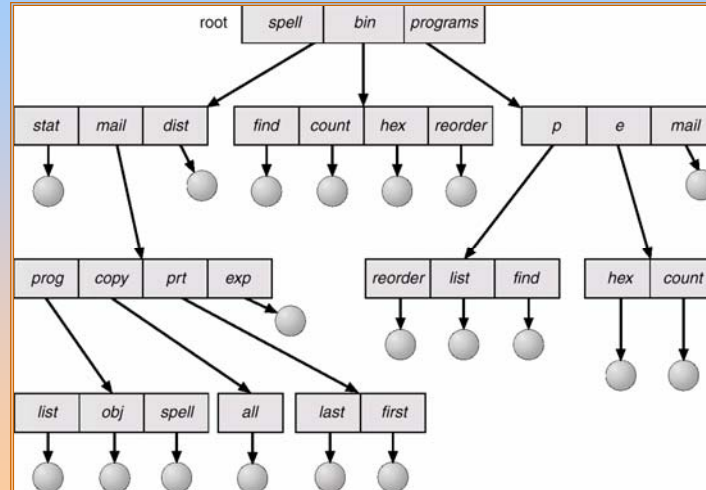 root spell bin programs
stat mail dist find count hex reorder p e mail
prog copy prt exp reorder list find hex count
list obj spell all last first